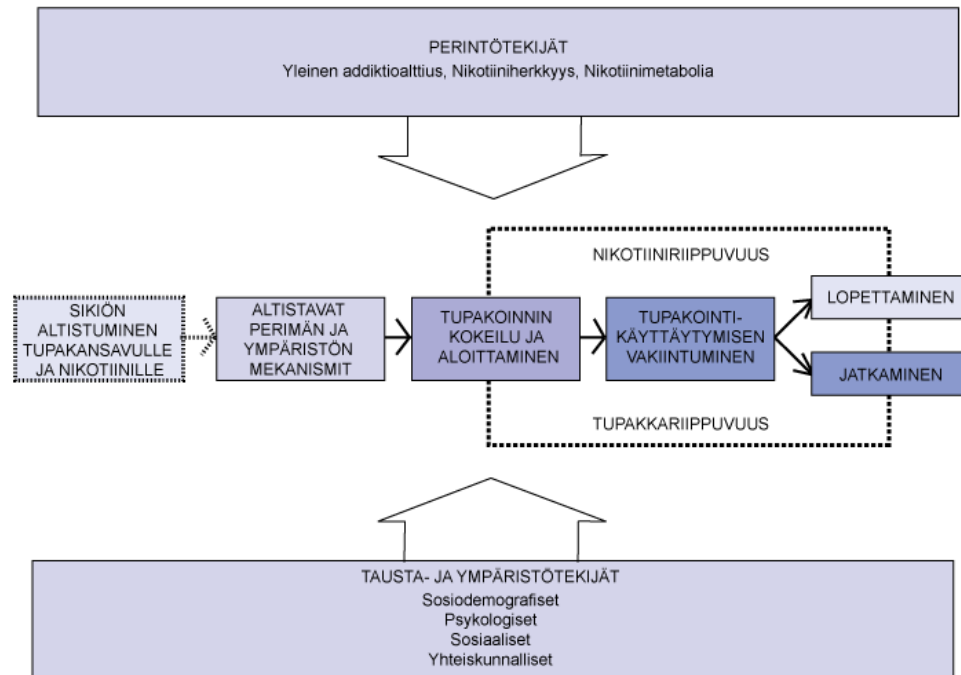 PERINTÖTEKIJÄT
Yleinen addiktioalttius, Nikotiiniherkkyys, Nikotiinimetabolia
NIKOTIINIRIIPPUVUUS
SIKIÖN
ALTISTUMINEN
TUPAKANSAVULLE
JA NIKOTIINILLE
ALTISTAVAT
PERIMÄN JA
YMPÄRISTÖN
MEKANISMIT
TUPAKOINNIN
KOKEILU JA
ALOITTAMINEN
TUPAKOINTI-
KÄYTTÄYTYMISEN
VAKIINTUMINEN
LOPETTAMINEN
JATKAMINEN
TUPAKKARIIPPUVUUS
TAUSTA- JA YMPÄRISTÖTEKIJÄT
Sosiodemografiset
Psykologiset
Sosiaaliset
Yhteiskunnalliset